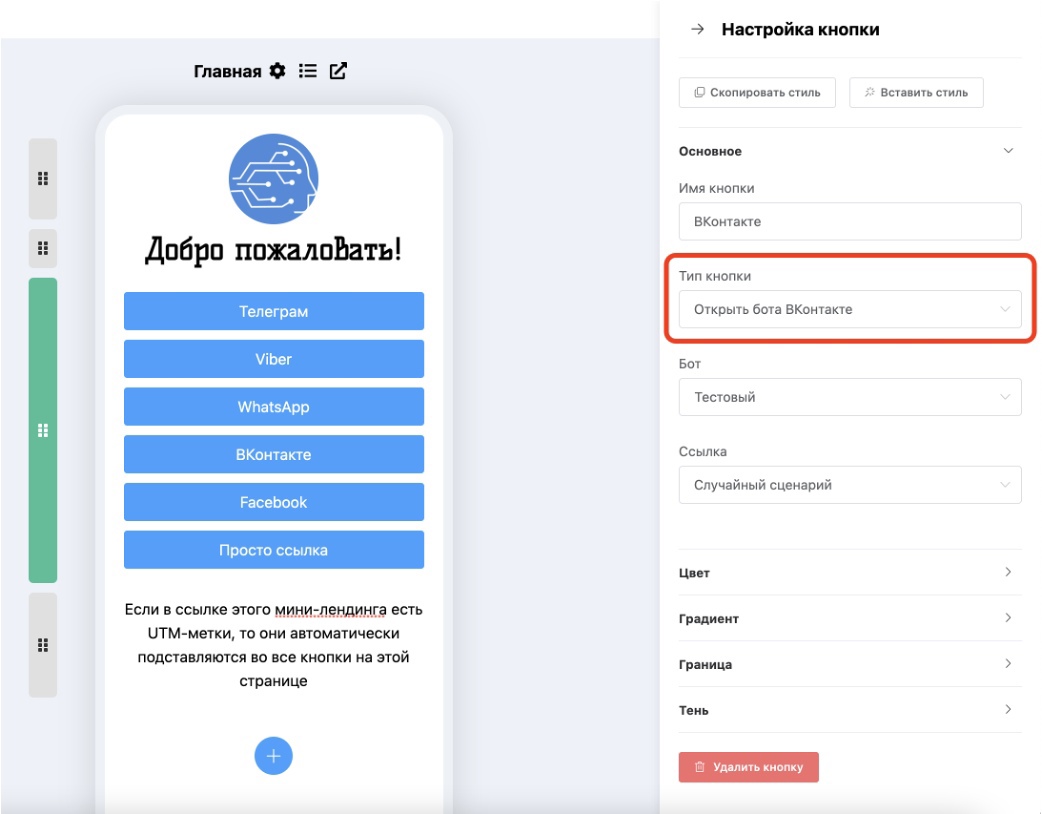 Главная
Добро пожаловать!
Телеграм
Viber
WhatsApp
ВКонтакте
Facebook
Просто ссылка
Если в ссылке этого мини-лендинга есть
UTM-метки, то они автоматически
подставляются во все кнопки на этой
странице
Настройка кнопки
Скопировать стиль
Вставить стиль
Основное
Имя кнопки
ВКонтакте
Тип кнопки
Открыть бота ВКонтакте
Бот
Тестовый
Ссылка
Случайный сценарий
Цвет
Градиент
Граница
Тень
Удалить кнопку